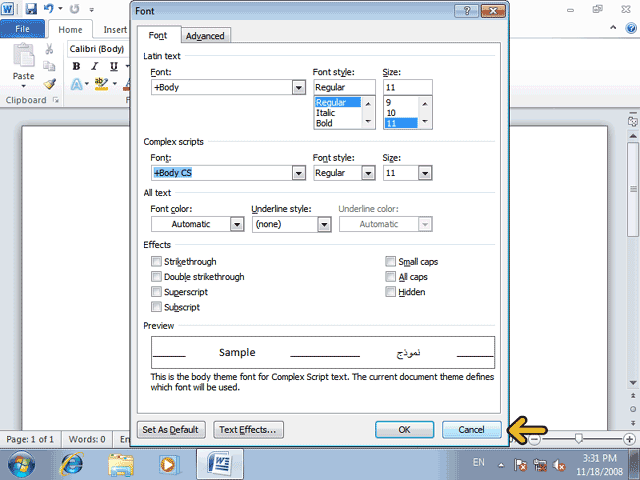 Font
File
Home
Insert
Paste
Clipboard
Calibri (Body)
B I U
Font
Advanced
Latin text
Font:
Font style:
Size:
+Body
Regular
11
Regular
9
Italic
10
Bold
11
Complex scripts
Font:
Font style:
Size:
+Body CS
Regular
11
All text
Font color:
Underline style:
Underline color:
Automatic
(none)
Automatic
Effects
Strikethrough
Small caps
Double strikethrough
All caps
Superscript
Hidden
Subscript
Preview
Sample
نموذج
This is the body theme font for Complex Script text. The current document theme defines
which font will be used.
Set As Default
Text Effects...
OK
Cancel
Page: 1 of 1
Words: 0
EN
3:31 PM
11/18/2008